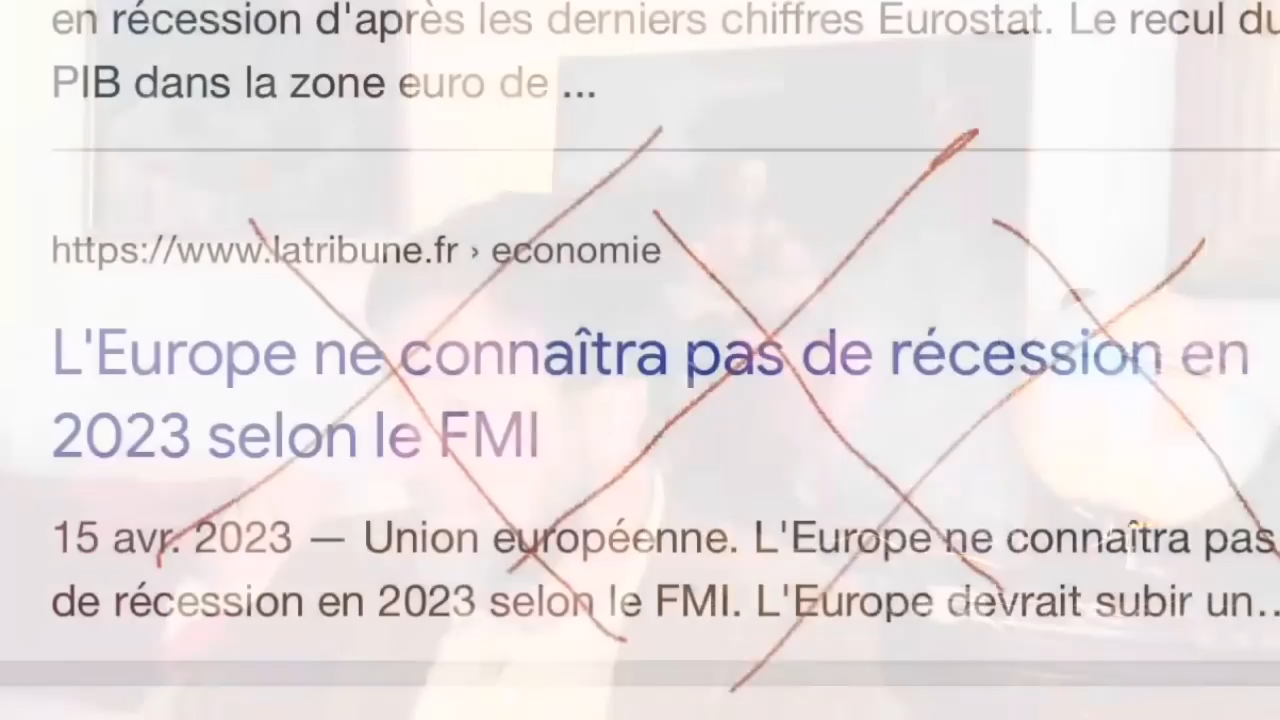 en récession d'après les derniers chiffres Eurostat. Le recul du
PIB dans la zone euro de ...
https://www.latribune.fr › economie
L'Europe ne connaîtra pas de récession en
2023 selon le FMI
15 avr. 2023 — Union européenne. L'Europe ne connaîtra pas
de récession en 2023 selon le FMI. L'Europe devrait subir un...